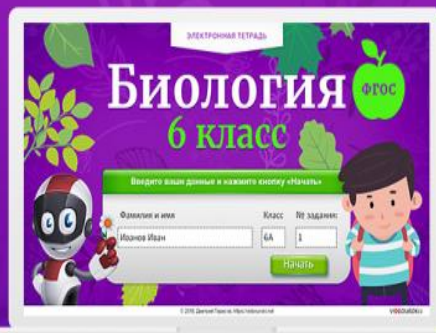 ЭЛЕКТРОННАЯ ТЕТРАДЬ
Биология
ФГОС
6 класс
Введите ваши данные и нажмите кнопку «Начать»
Фамилия и имя Класс № задания:
Иванов Иван 6А 1
Начать